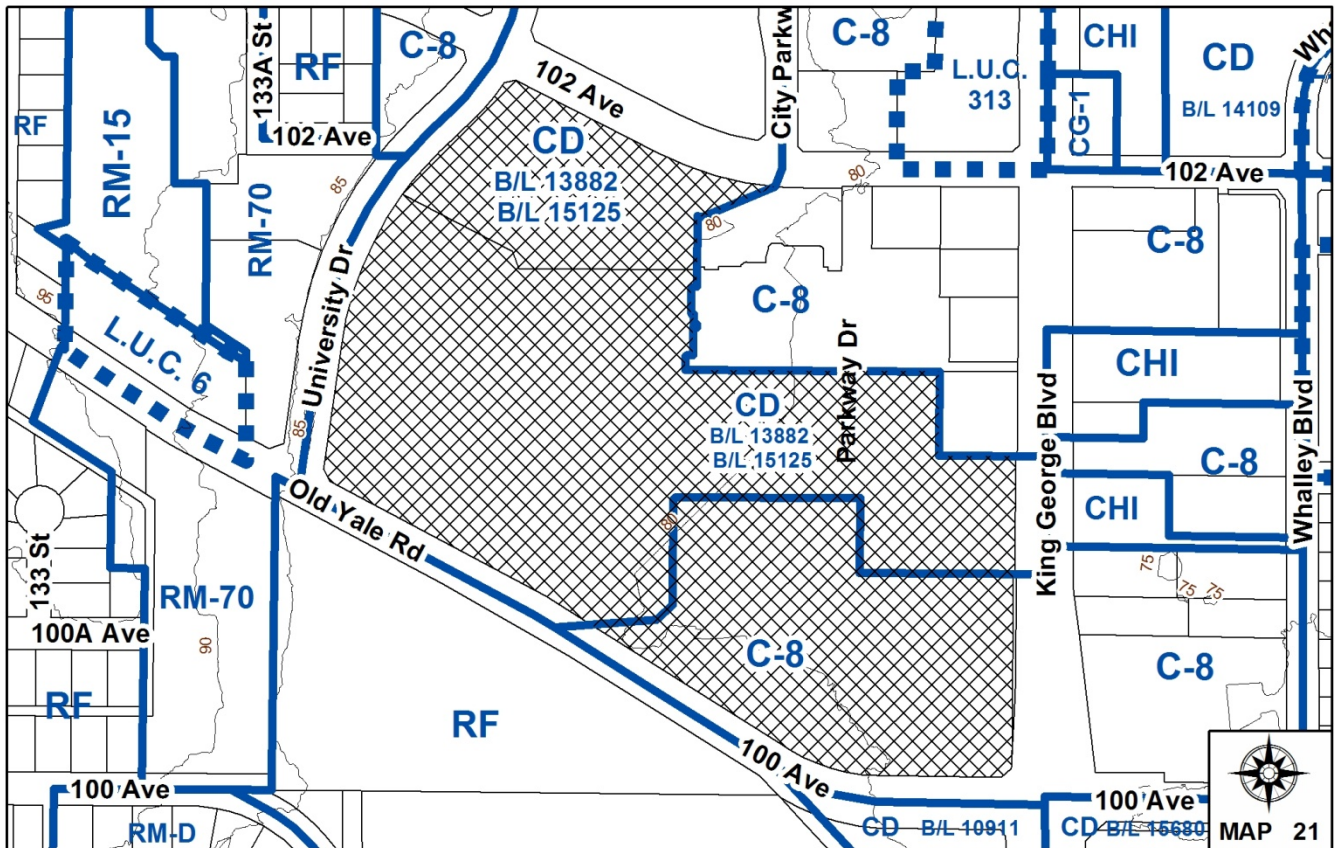 C-8
133A St
RF
102 Ave
City Parkw
C-8
L.U.C.
313
CHI
CD
B/L 14109
Wh
RF
RM-15
102 Ave
CD
B/L 13882
B/L 15125
CG-1
80
102 Ave
85
RM-70
80
C-8
95
University Dr
C-8
L.U.C. 6
Parkway Dr
King George Blvd
CHI
Whalley Blvd
CD
B/L 13882
B/L 15125
85
C-8
Old Yale Rd
80
CHI
133 St
RM-70
75
75
75
100A Ave
90
C-8
C-8
RF
RF
100 Ave
100 Ave
100 Ave
RM-D
CD B/L 10911
CD B/L 15680
MAP 21